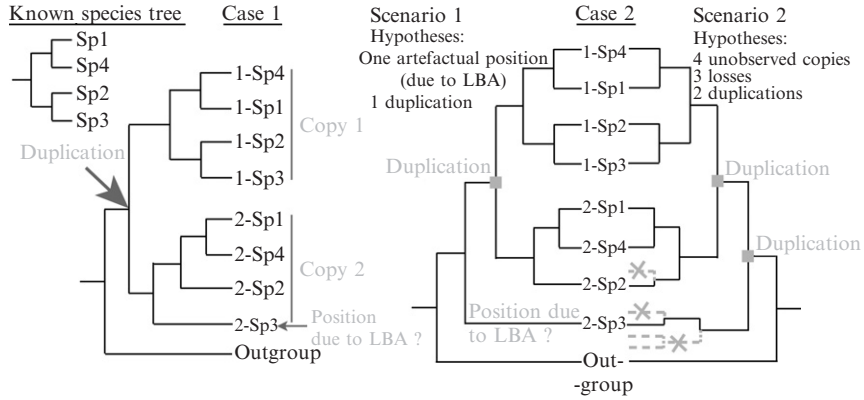 Known species tree
Case 1
Sp1
Sp4
Sp2
Sp3
Duplication
1-Sp4
1-Sp1
1-Sp2
1-Sp3
Copy 1
2-Sp1
2-Sp4
2-Sp2
2-Sp3
Copy 2
Position
due to LBA ?
Outgroup
Scenario 1
Hypotheses:
One artefactual position
(due to LBA)
1 duplication
Case 2
Scenario 2
Hypotheses:
4 unobserved copies
3 losses
2 duplications
1-Sp4
1-Sp1
1-Sp2
1-Sp3
Duplication
Duplication
2-Sp1
2-Sp4
2-Sp2
Duplication
Position due
to LBA ?
2-Sp3
Out-
-group